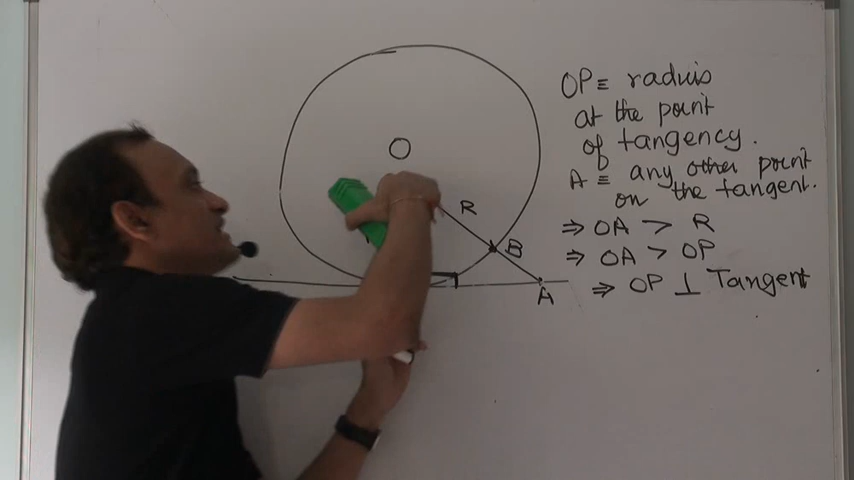 O
R
B
A
OP ≡ radius
at the point
of tangency.
A ≡ any other point
on the tangent.
⇒ OA > R
⇒ OA > OP
⇒ OP ⊥ Tangent